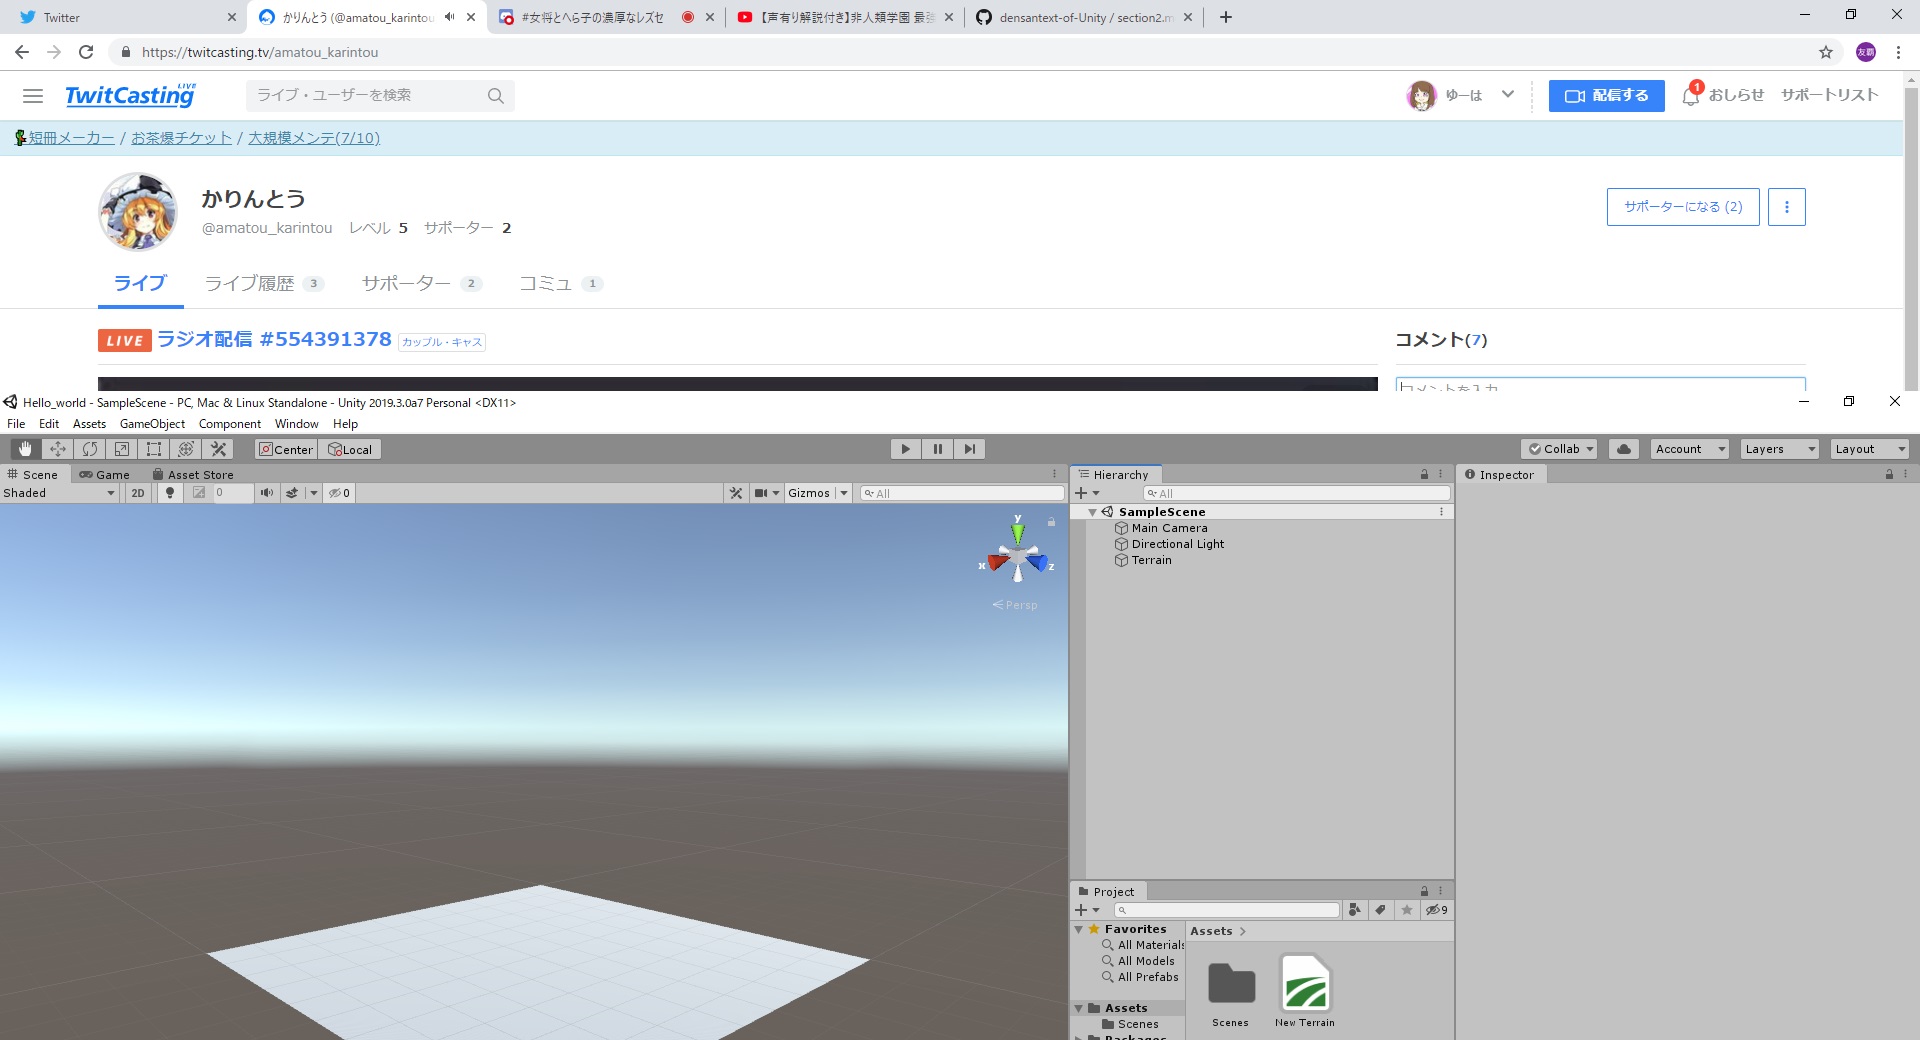 Twitter
かりんとう (@amatou_karintou
#女将とへら子の濃厚なレズセ
【声有り解説付き】非人類学園 最強
densantext-of-Unity / section2.m
https://twitcasting.tv/amatou_karintou
友覇
TwitCasting LIVE
ライブ・ユーザーを検索
ゆーは
配信する
1
おしらせ
サポートリスト
短冊メーカー / お茶爆チケット / 大規模メンテ(7/10)
かりんとう
@amatou_karintou レベル 5 サポーター 2
サポーターになる (2)
ライブ
ライブ履歴 3
サポーター 2
コミュ 1
LIVE ラジオ配信 #554391378 カップル・キャス
コメント(7)
コメントを入力
Hello_world - SampleScene - PC, Mac & Linux Standalone - Unity 2019.3.0a7 Personal <DX11>
File Edit Assets GameObject Component Window Help
Center Local
Collab Account Layers Layout
Scene Game Asset Store
Shaded 2D 0 0 Gizmos All
y
x
z
Persp
Hierarchy
All
SampleScene
Main Camera
Directional Light
Terrain
Inspector
Project
9
Favorites
All Materials
All Models
All Prefabs
Assets
Scenes
Packages
Assets
Scenes
New Terrain